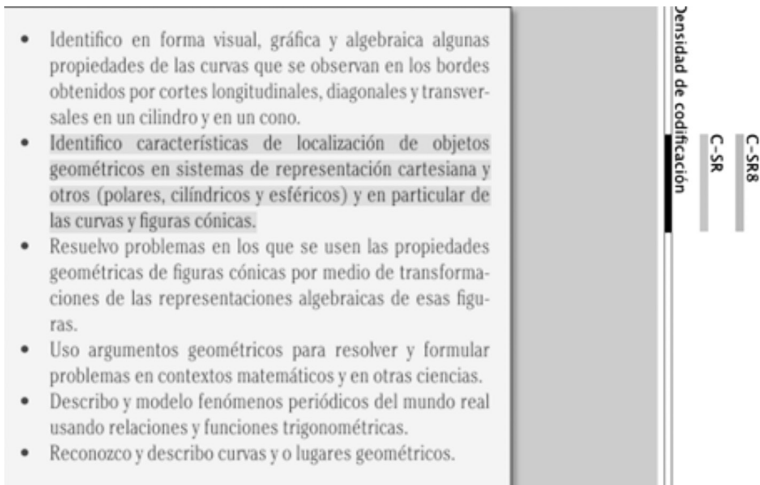 • Identifico en forma visual, gráfica y algebraica algunas
propiedades de las curvas que se observan en los bordes
obtenidos por cortes longitudinales, diagonales y transver-
sales en un cilindro y en un cono.
• Identifico características de localización de objetos
geométricos en sistemas de representación cartesiana y
otros (polares, cilíndricos y esféricos) y en particular de
las curvas y figuras cónicas.
• Resuelvo problemas en los que se usen las propiedades
geométricas de figuras cónicas por medio de transforma-
ciones de las representaciones algebraicas de esas figu-
ras.
• Uso argumentos geométricos para resolver y formular
problemas en contextos matemáticos y en otras ciencias.
• Describo y modelo fenómenos periódicos del mundo real
usando relaciones y funciones trigonométricas.
• Reconozco y describo curvas y o lugares geométricos.
Densidad de codificación
C-SR
C-SR8